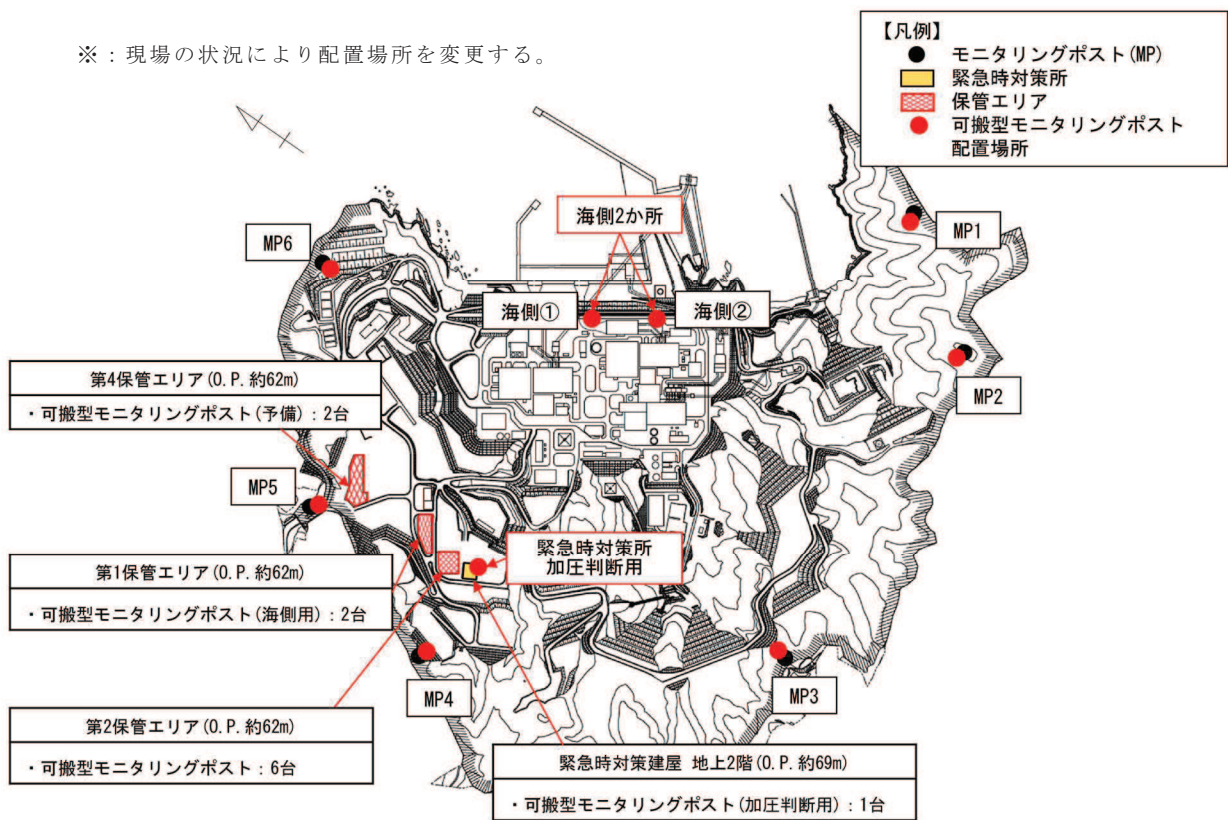 ※：現場の状況により配置場所を変更する。
【凡例】
モニタリングポスト(MP)
緊急時対策所
保管エリア
可搬型モニタリングポスト
配置場所
海側2か所
MP1
MP6
海側①
海側②
MP2
第4保管エリア(O.P.約62m)
・可搬型モニタリングポスト(予備)：2台
MP5
緊急時対策所
加圧判断用
第1保管エリア(O.P.約62m)
・可搬型モニタリングポスト(海側用)：2台
MP4
MP3
第2保管エリア(O.P.約62m)
・可搬型モニタリングポスト：6台
緊急時対策建屋 地上2階(O.P.約69m)
・可搬型モニタリングポスト(加圧判断用)：1台